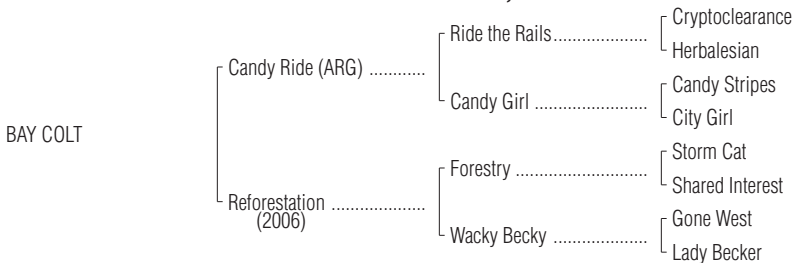 Cryptoclearance
Ride the Rails....................
Herbalesian
Candy Ride (ARG) ............
Candy Stripes
Candy Girl ........................
City Girl
BAY COLT
Storm Cat
Forestry ............................
Shared Interest
Reforestation ....................
(2006)
Gone West
Wacky Becky ....................
Lady Becker